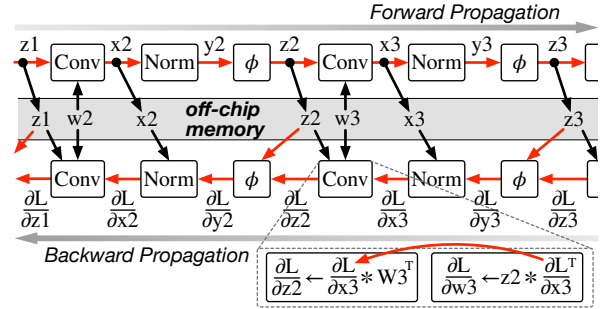 Forward Propagation
z1 x2 y2 z2 x3 y3 z3
Conv Norm ϕ Conv Norm ϕ
off-chip
memory
z1 w2 x2 z2 w3 x3 z3
Conv Norm ϕ Conv Norm ϕ
∂L/∂z1 ∂L/∂x2 ∂L/∂y2 ∂L/∂z2 ∂L/∂x3 ∂L/∂y3 ∂L/∂z3
Backward Propagation
∂L/∂z2 ← ∂L/∂x3 * W3ᵀ
∂L/∂w3 ← z2 * ∂Lᵀ/∂x3